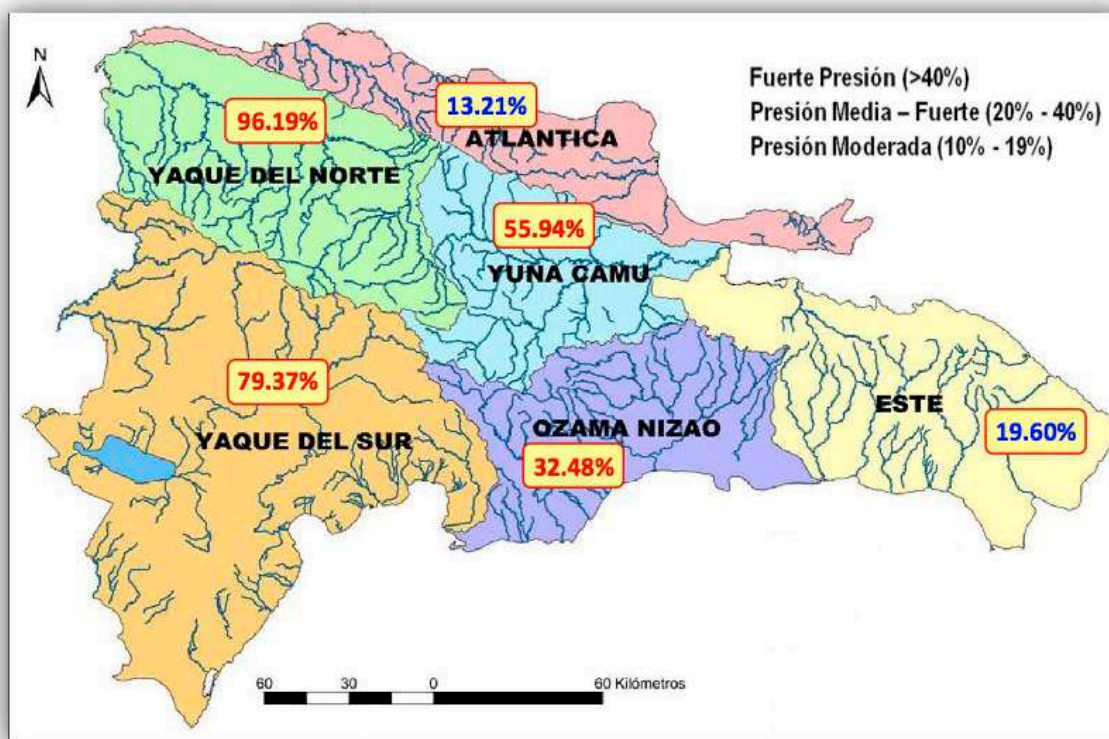 N
Fuerte Presión (>40%)
Presión Media – Fuerte (20% - 40%)
Presión Moderada (10% - 19%)
13.21%
ATLANTICA
96.19%
YAQUE DEL NORTE
55.94%
YUNA CAMU
79.37%
YAQUE DEL SUR
OZAMA NIZAO
32.48%
ESTE
19.60%
60 30 0 60 Kilómetros